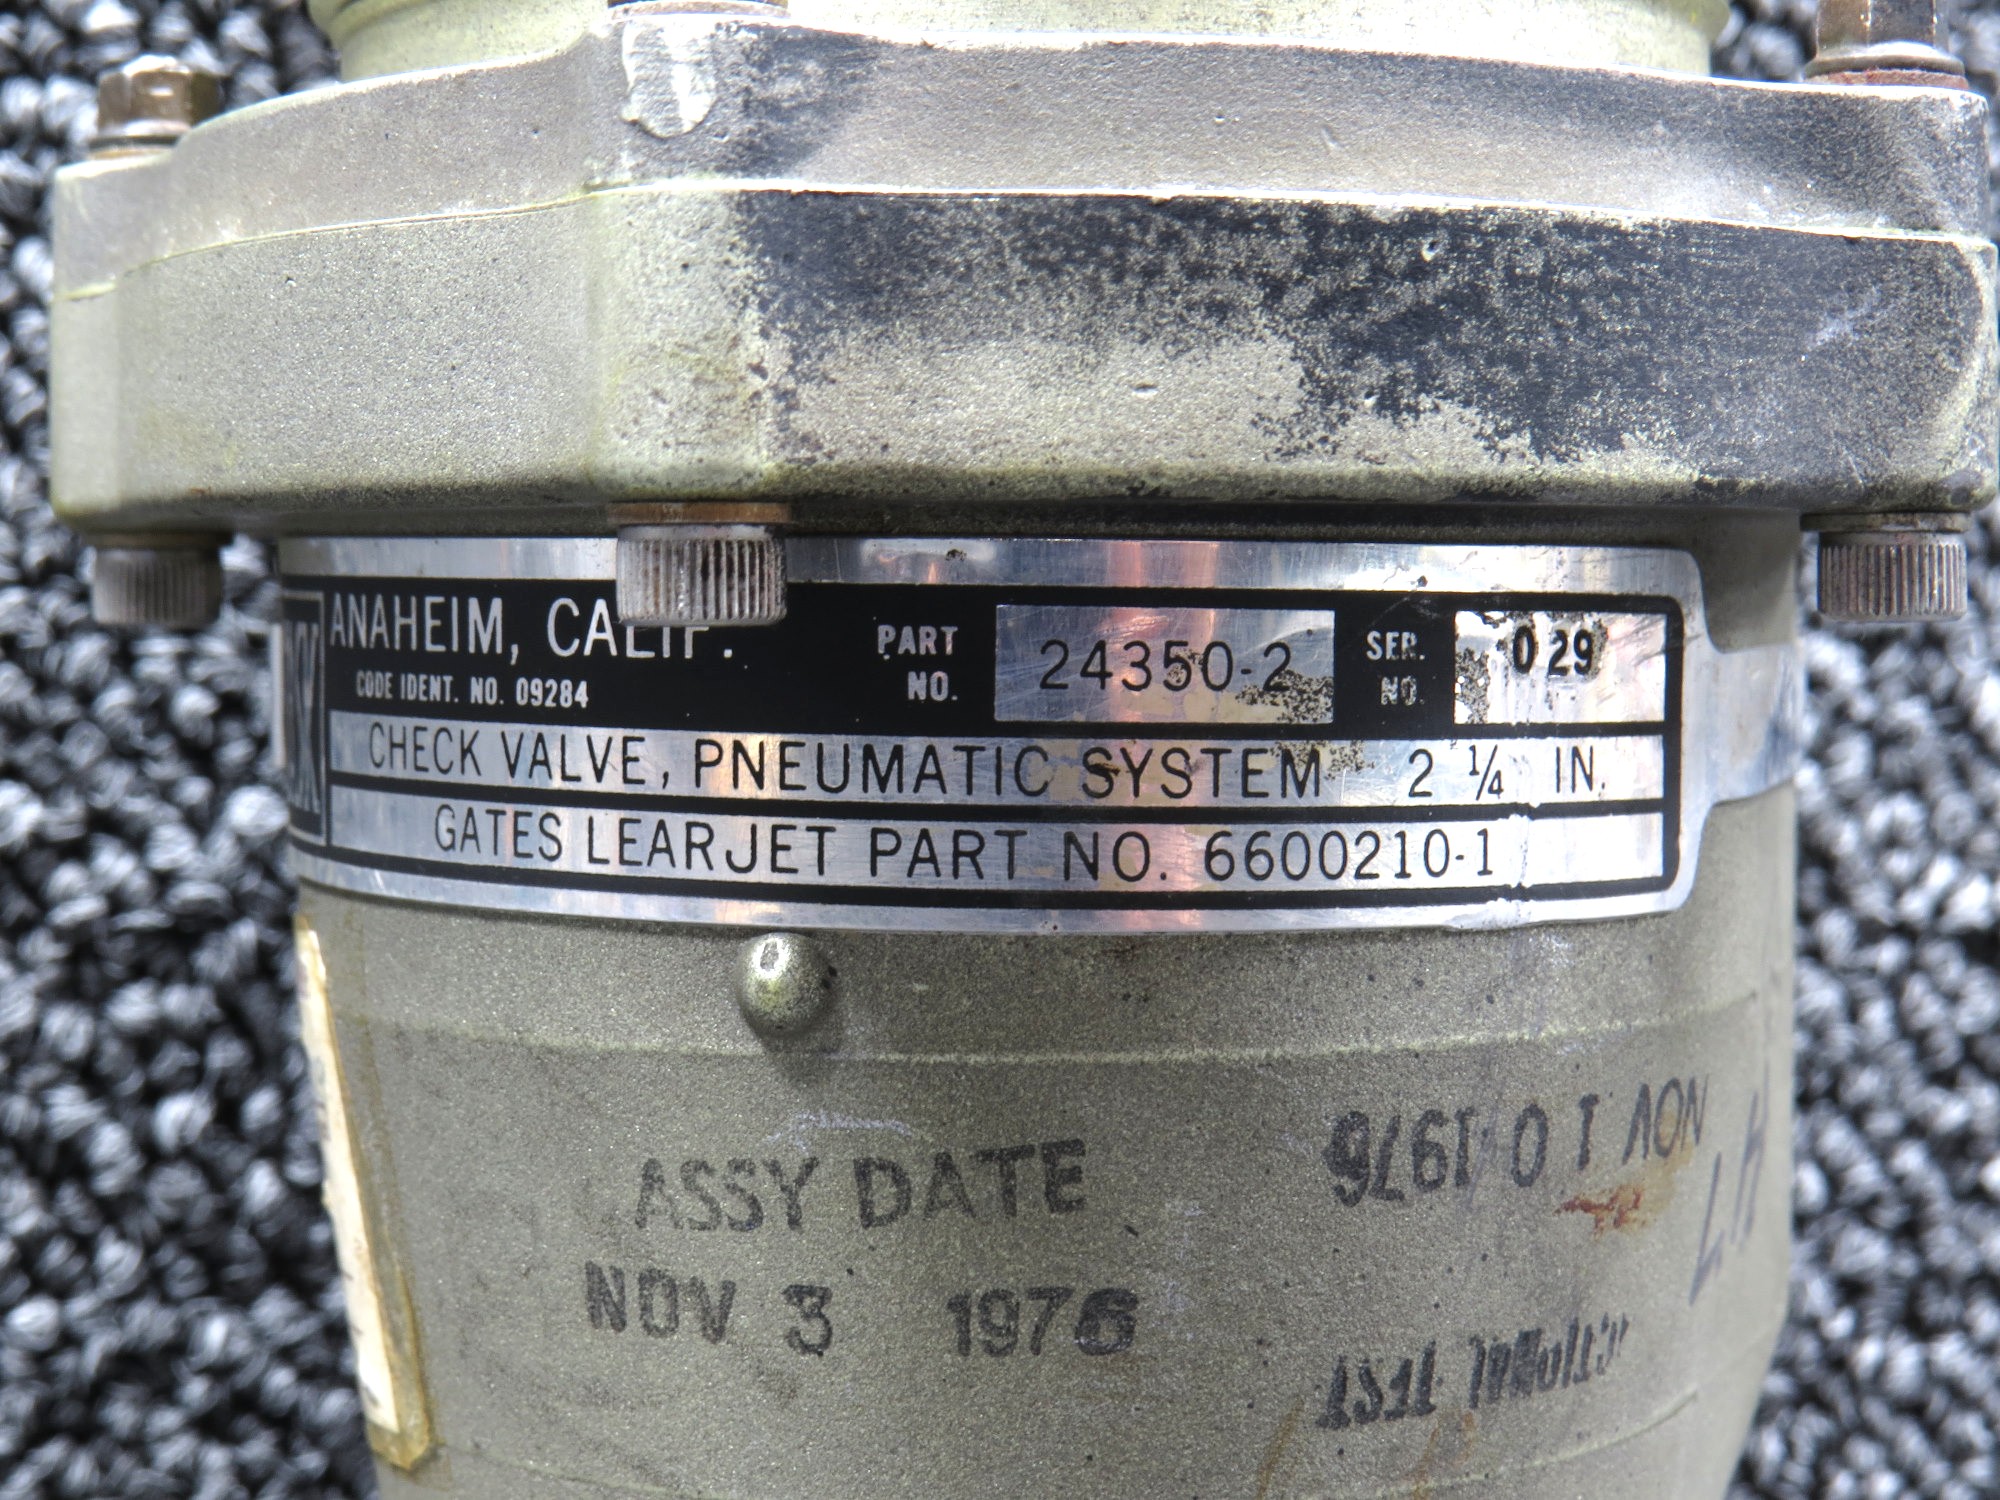 ANAHEIM, CALIF.
CODE IDENT. NO. 09284
PART NO. 24350-2
SER. NO. 029
CHECK VALVE, PNEUMATIC SYSTEM 2 1/4 IN.
GATES LEARJET PART NO. 6600210-1
ASSY DATE
NOV 3 1976
NOV 10 1976